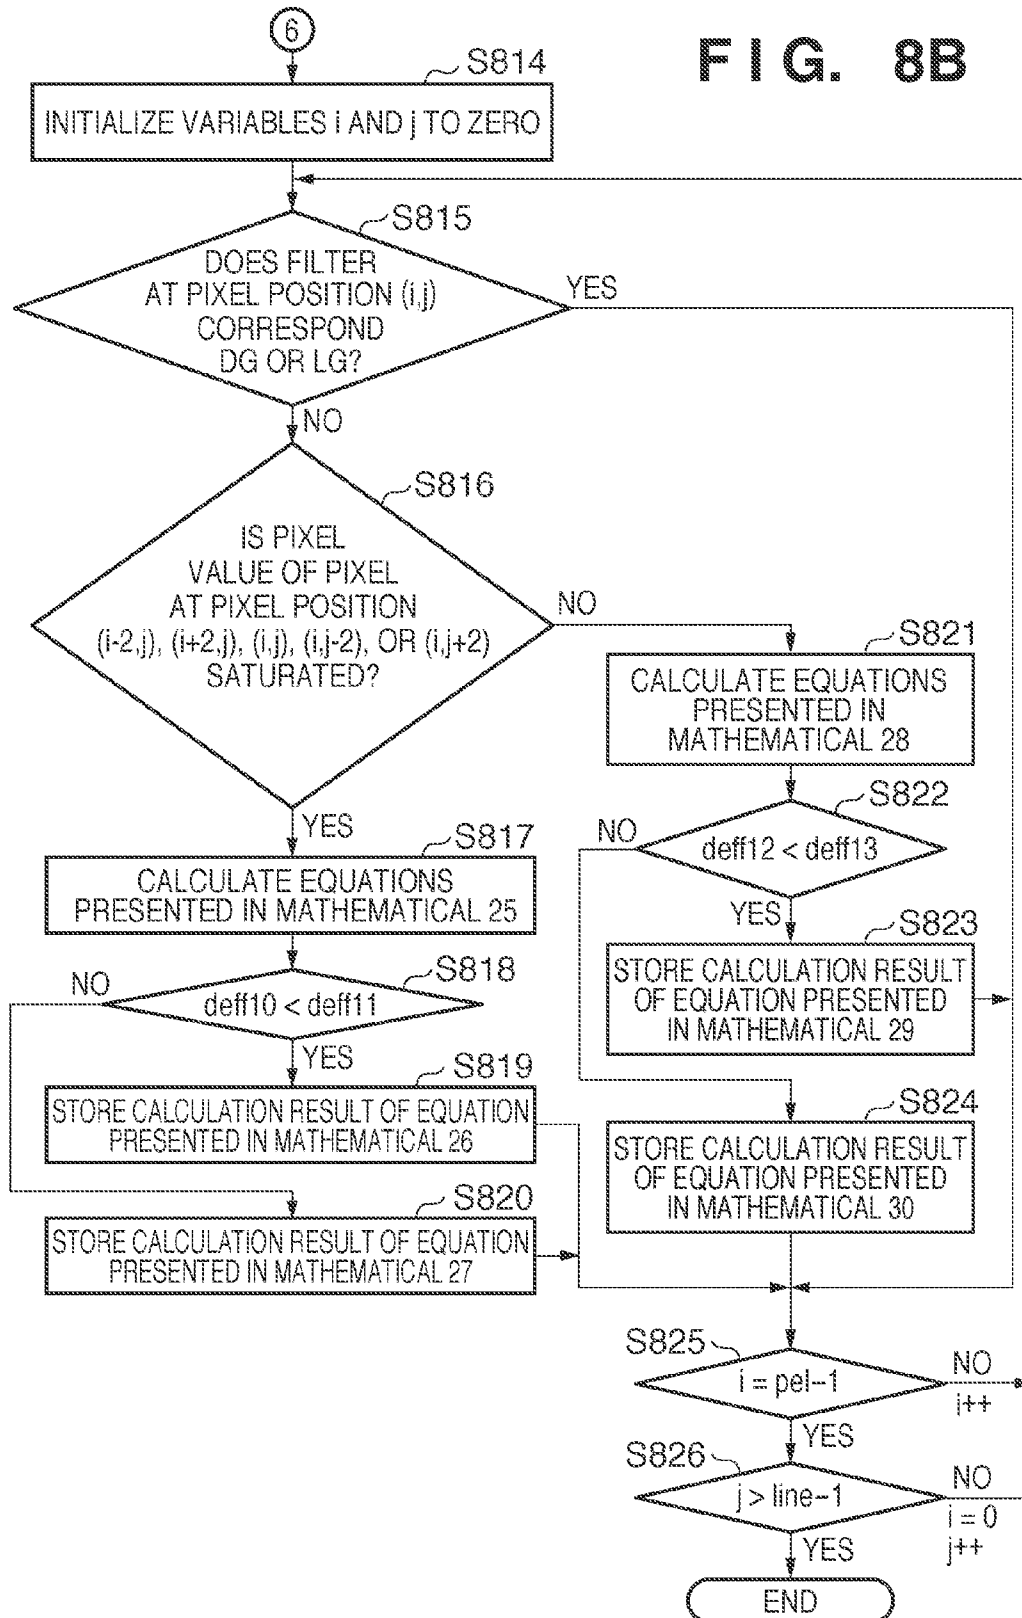 6
FIG. 8B
S814
INITIALIZE VARIABLES i AND j TO ZERO
S815
DOES FILTER
AT PIXEL POSITION (i,j)
CORRESPOND
DG OR LG?
YES
NO
S816
IS PIXEL
VALUE OF PIXEL
AT PIXEL POSITION
(i-2,j), (i+2,j), (i,j), (i,j-2), OR (i,j+2)
SATURATED?
NO
YES
S817
CALCULATE EQUATIONS
PRESENTED IN MATHEMATICAL 25
S818
deff10 < deff11
NO
YES
S819
STORE CALCULATION RESULT OF EQUATION
PRESENTED IN MATHEMATICAL 26
S820
STORE CALCULATION RESULT OF EQUATION
PRESENTED IN MATHEMATICAL 27
S821
CALCULATE EQUATIONS
PRESENTED IN
MATHEMATICAL 28
S822
deff12 < deff13
NO
YES
S823
STORE CALCULATION RESULT
OF EQUATION PRESENTED
IN MATHEMATICAL 29
S824
STORE CALCULATION RESULT
OF EQUATION PRESENTED
IN MATHEMATICAL 30
S825
i = pel-1
NO
i++
YES
S826
j > line-1
NO
i = 0
j++
YES
END